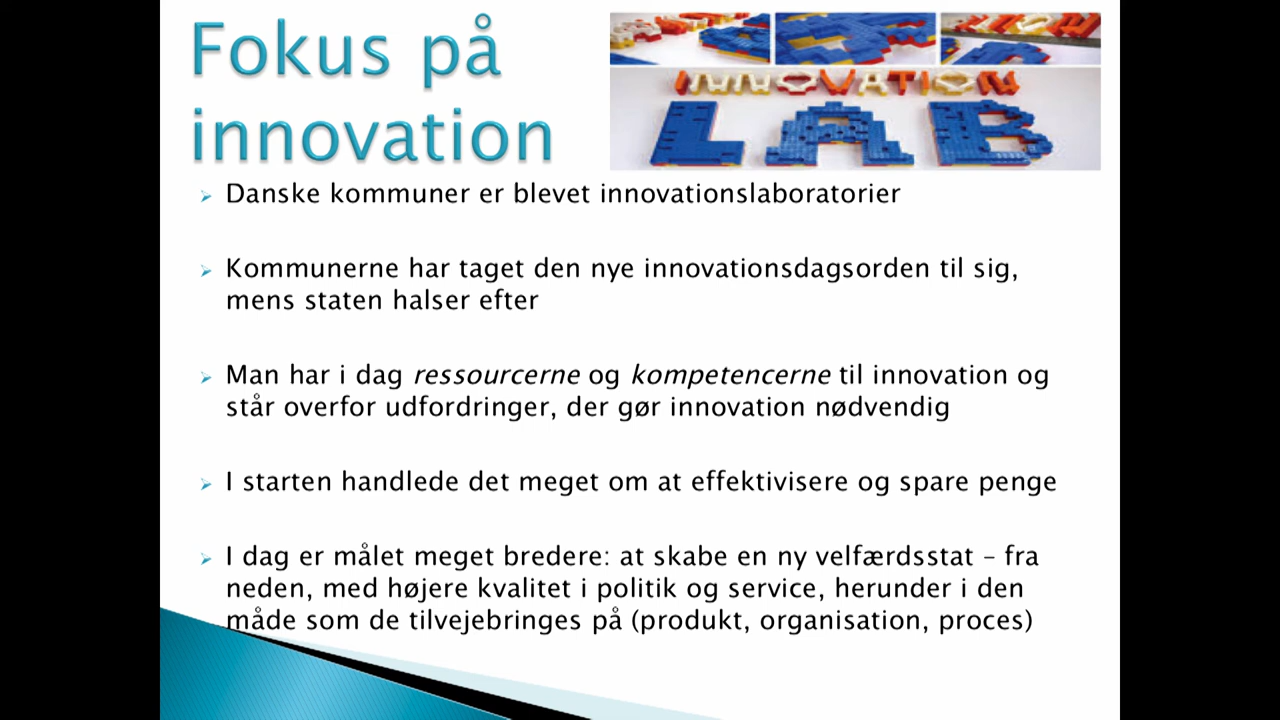 Fokus på
innovation
INNOVATION
LAB
Danske kommuner er blevet innovationslaboratorier
Kommunerne har taget den nye innovationsdagsorden til sig,
mens staten halser efter
Man har i dag ressourcerne og kompetencerne til innovation og
står overfor udfordringer, der gør innovation nødvendig
I starten handlede det meget om at effektivisere og spare penge
I dag er målet meget bredere: at skabe en ny velfærdsstat – fra
neden, med højere kvalitet i politik og service, herunder i den
måde som de tilvejebringes på (produkt, organisation, proces)